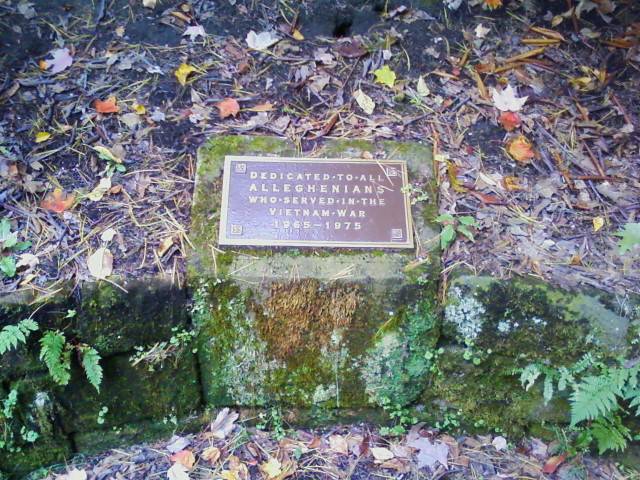 DEDICATED·TO·ALL
ALLEGHENIANS
WHO·SERVED·IN·THE
VIETNAM·WAR
1965–1975